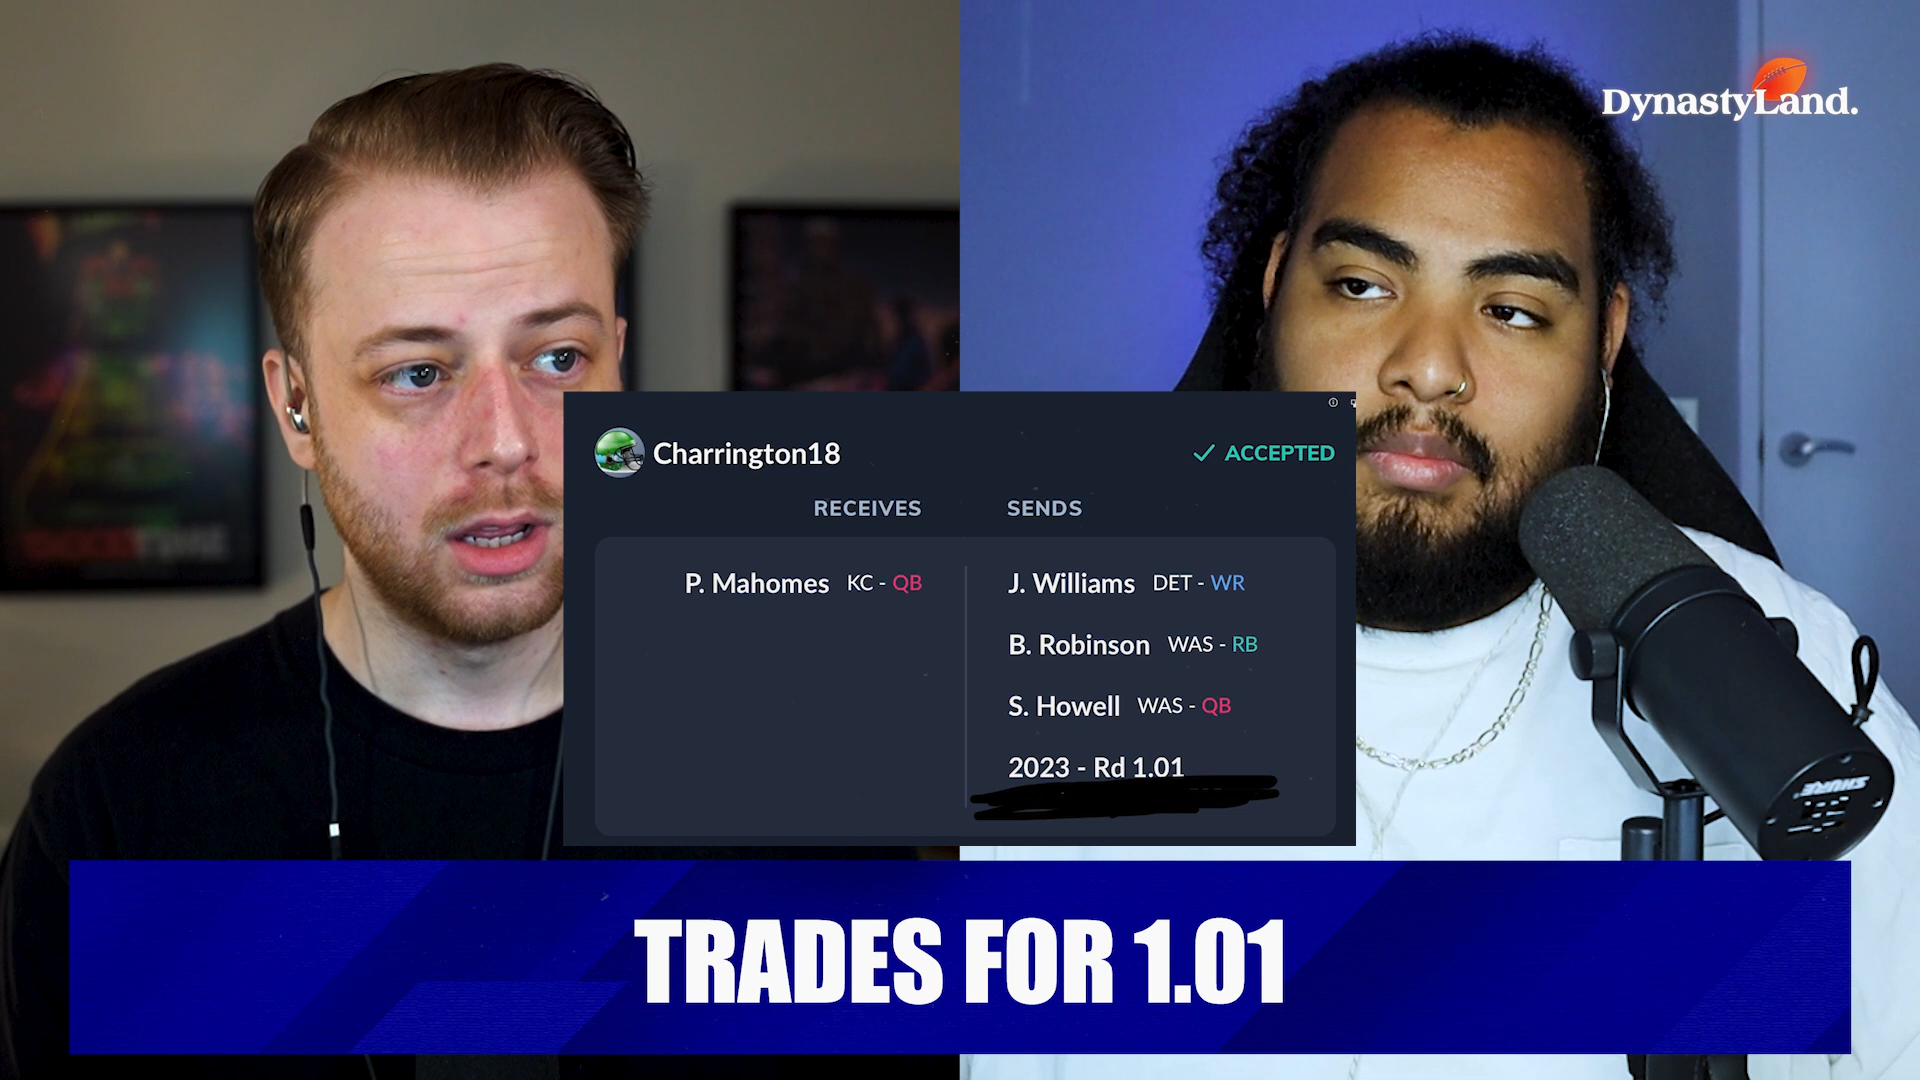 DynastyLand.
Charrington18
ACCEPTED
RECEIVES
SENDS
P. Mahomes KC - QB
J. Williams DET - WR
B. Robinson WAS - RB
S. Howell WAS - QB
2023 - Rd 1.01
SHURE
TRADES FOR 1.01